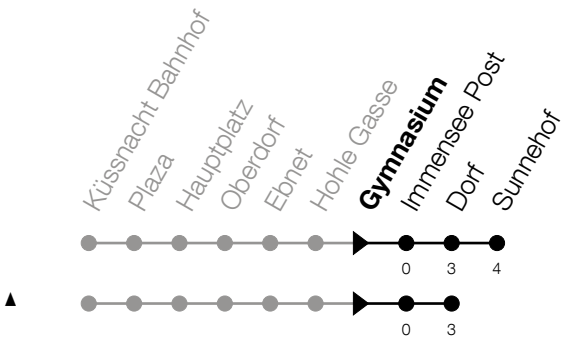 Küssnacht Bahnhof
Plaza
Hauptplatz
Oberdorf
Ebnet
Hohle Gasse
Gymnasium
Immensee Post
Dorf
Sunnehof
0 3 4
0 3